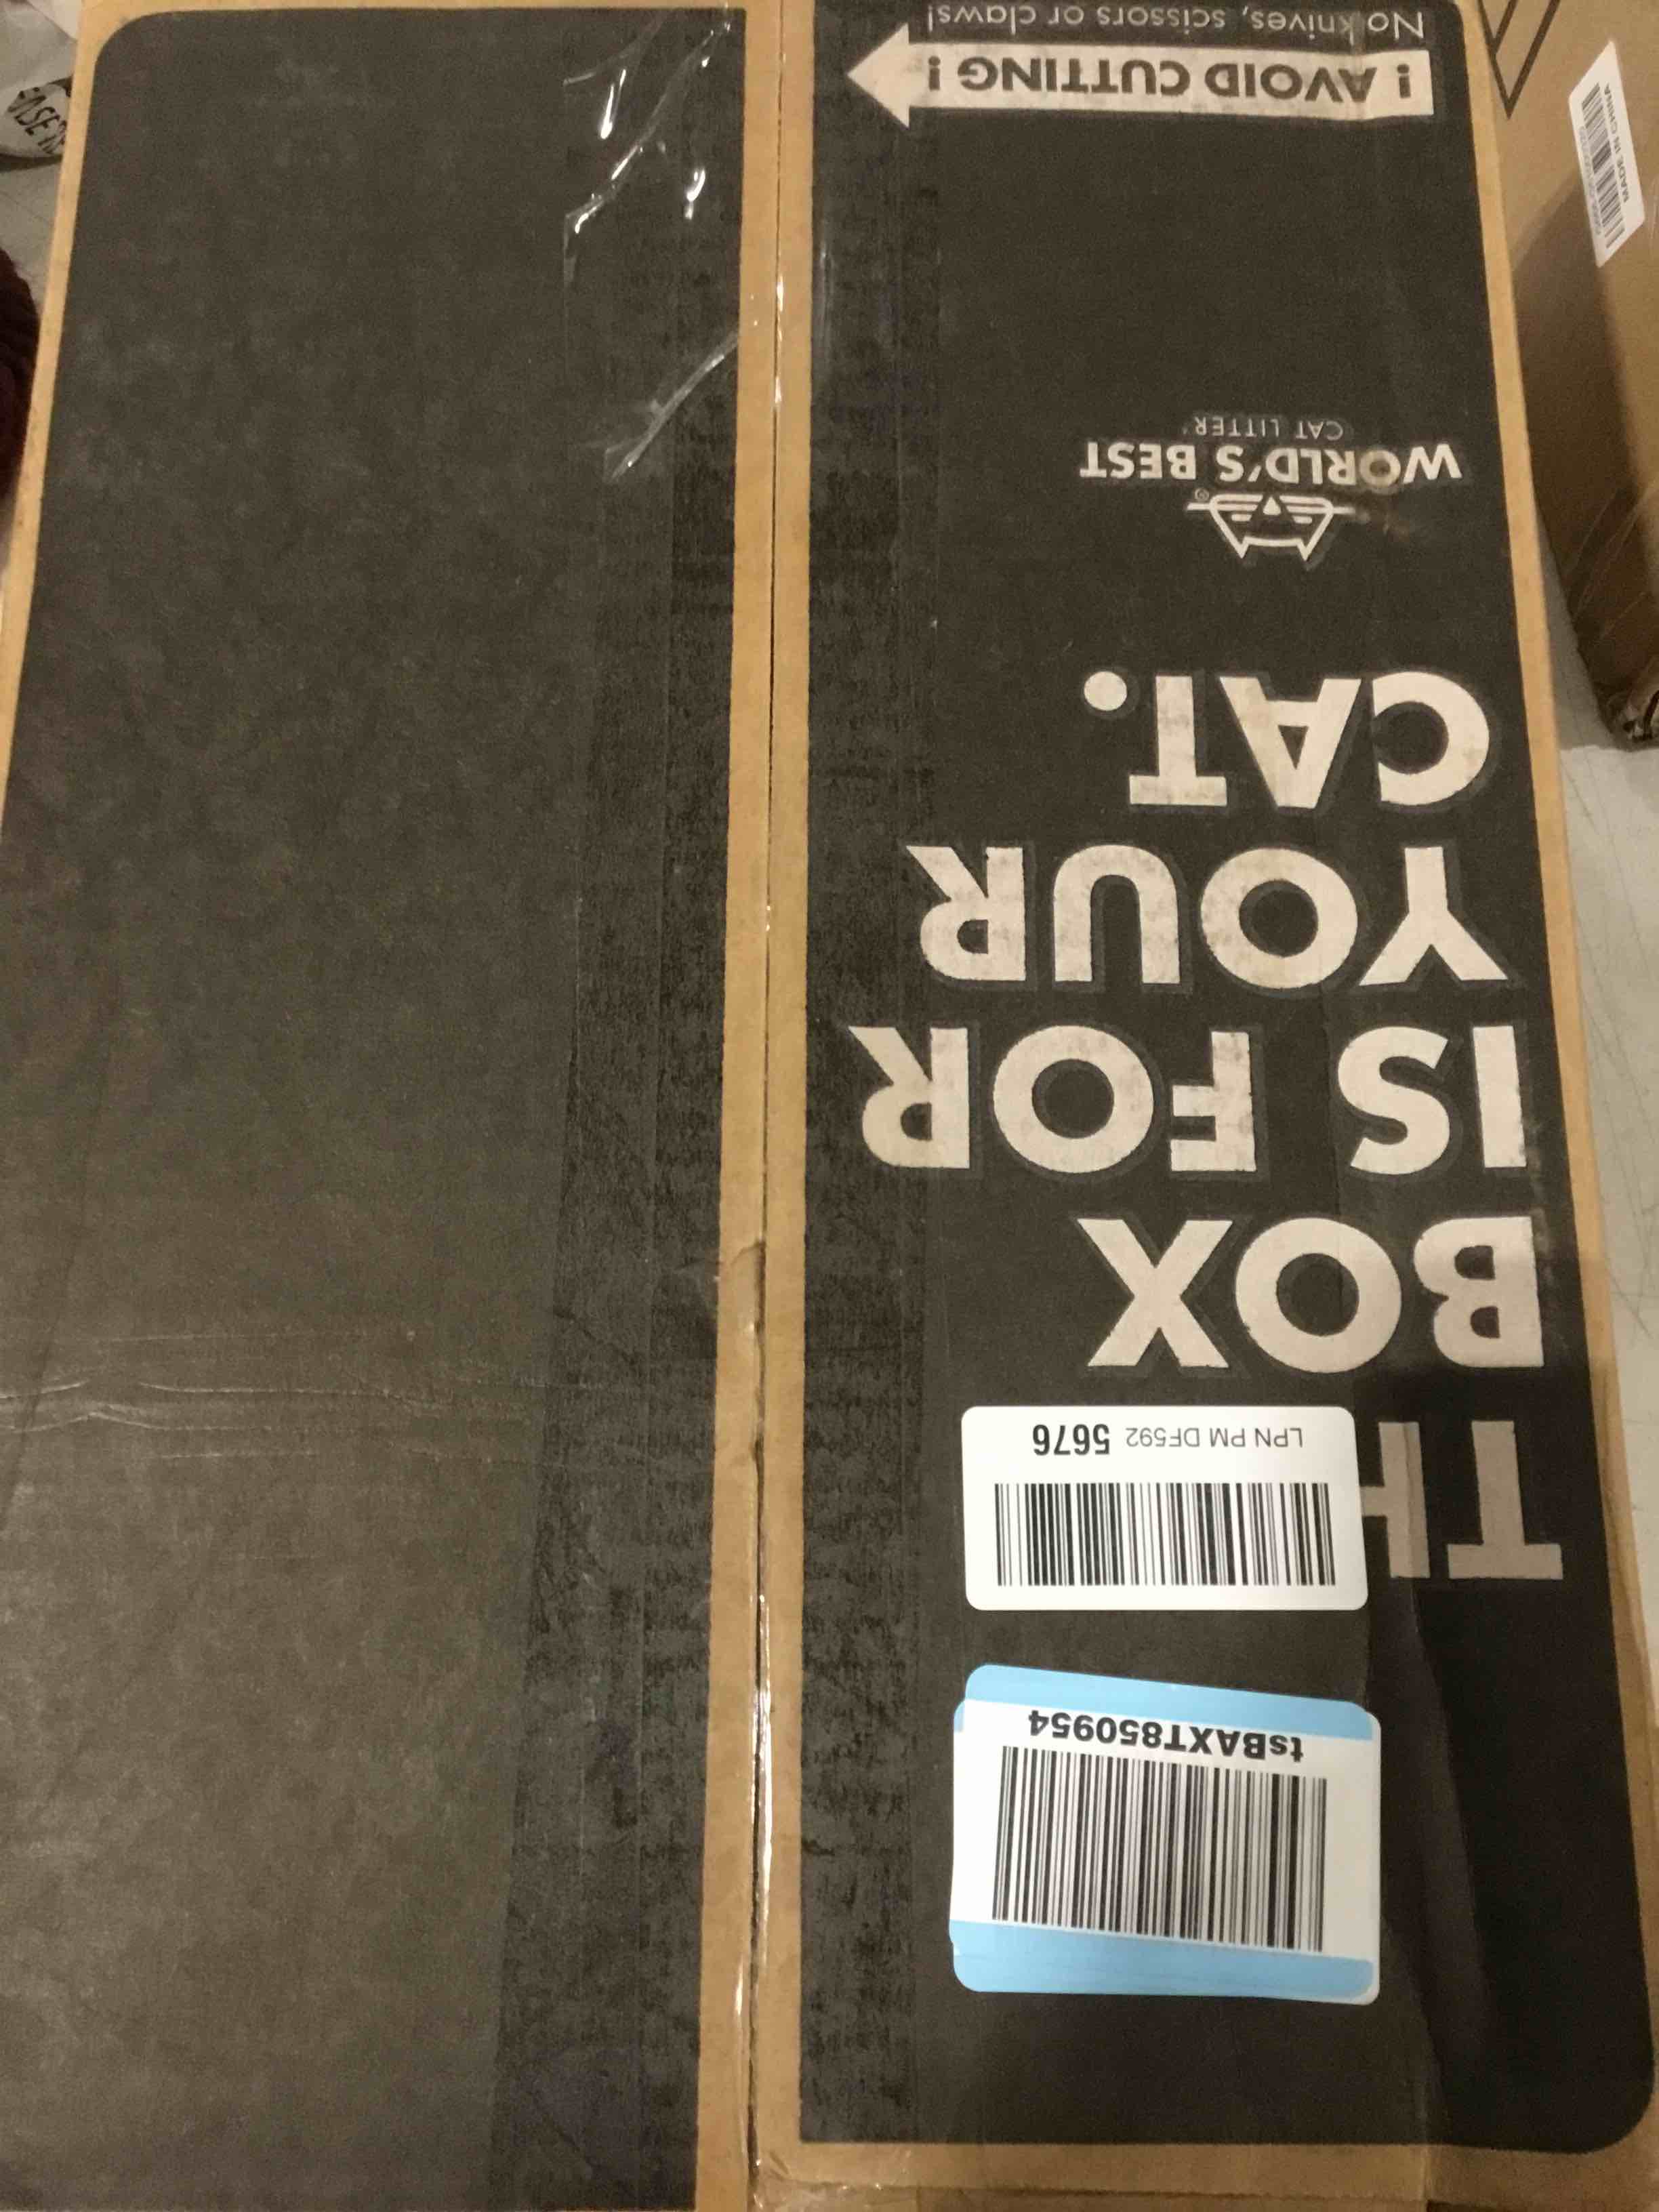 tsBAXT850954
LPN PM DF592 5676
TH
BOX
IS FOR
YOUR
CAT.
WORLD'S BEST
CAT LITTER
! AVOID CUTTING !
No knives, scissors or claws!
MADE IN CHINA